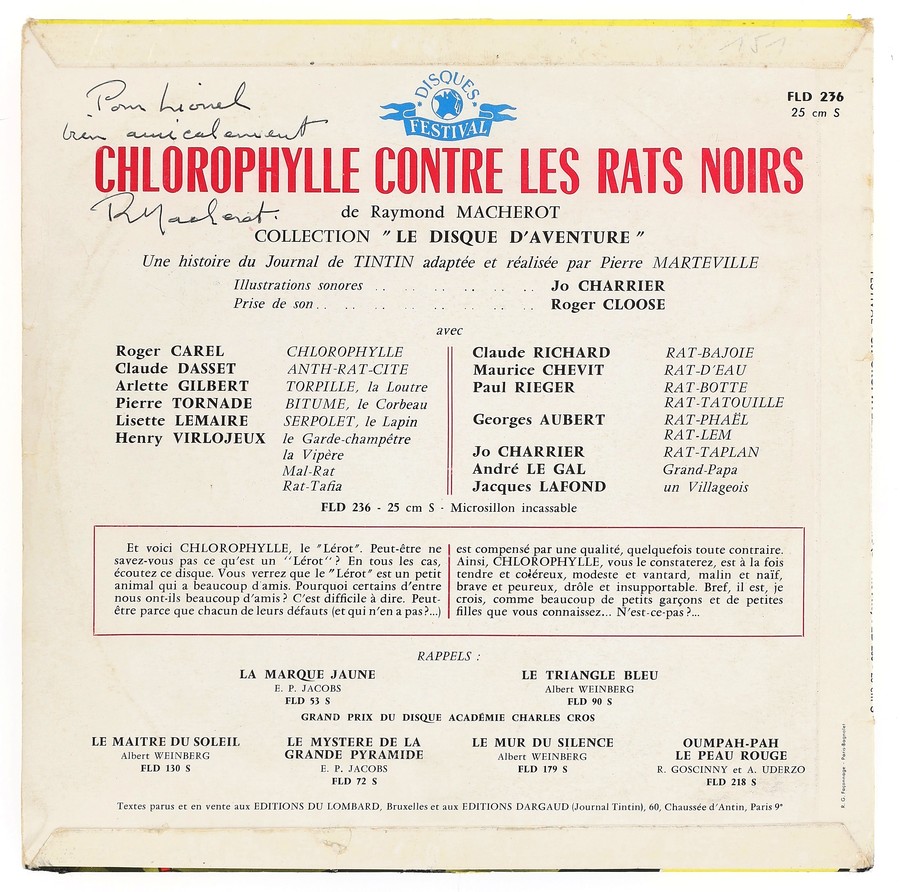 151
Pour Lionel
bien amicalement
R Macherot.
DISQUES
FESTIVAL
FLD 236
25 cm S
CHLOROPHYLLE CONTRE LES RATS NOIRS
de Raymond MACHEROT
COLLECTION "LE DISQUE D'AVENTURE"
Une histoire du Journal de TINTIN adaptée et réalisée par Pierre MARTEVILLE
Illustrations sonores .. .. .. .. .. .. Jo CHARRIER
Prise de son .. .. .. .. .. .. .. Roger CLOOSE
avec
Roger CAREL CHLOROPHYLLE
Claude DASSET ANTH-RAT-CITE
Arlette GILBERT TORPILLE, la Loutre
Pierre TORNADE BITUME, le Corbeau
Lisette LEMAIRE SERPOLET, le Lapin
Henry VIRLOJEUX le Garde-champêtre
la Vipère
Mal-Rat
Rat-Tafia
Claude RICHARD RAT-BAJOIE
Maurice CHEVIT RAT-D'EAU
Paul RIEGER RAT-BOTTE
RAT-TATOUILLE
Georges AUBERT RAT-PHAËL
RAT-LEM
Jo CHARRIER RAT-TAPLAN
André LE GAL Grand-Papa
Jacques LAFOND un Villageois
FLD 236 - 25 cm S - Microsillon incassable
Et voici CHLOROPHYLLE, le "Lérot". Peut-être ne
savez-vous pas ce qu'est un "Lérot"? En tous les cas,
écoutez ce disque. Vous verrez que le "Lérot" est un petit
animal qui a beaucoup d'amis. Pourquoi certains d'entre
nous ont-ils beaucoup d'amis? C'est difficile à dire. Peut-
être parce que chacun de leurs défauts (et qui n'en a pas?...)
est compensé par une qualité, quelquefois toute contraire.
Ainsi, CHLOROPHYLLE, vous le constaterez, est à la fois
tendre et coléreux, modeste et vantard, malin et naïf,
brave et peureux, drôle et insupportable. Bref, il est, je
crois, comme beaucoup de petits garçons et de petites
filles que vous connaissez... N'est-ce-pas?...
RAPPELS :
LA MARQUE JAUNE
E. P. JACOBS
FLD 53 S
LE TRIANGLE BLEU
Albert WEINBERG
FLD 90 S
GRAND PRIX DU DISQUE ACADÉMIE CHARLES CROS
LE MAITRE DU SOLEIL
Albert WEINBERG
FLD 130 S
LE MYSTERE DE LA
GRANDE PYRAMIDE
E. P. JACOBS
FLD 72 S
LE MUR DU SILENCE
Albert WEINBERG
FLD 179 S
OUMPAH-PAH
LE PEAU ROUGE
R. GOSCINNY et A. UDERZO
FLD 218 S
Textes parus et en vente aux EDITIONS DU LOMBARD, Bruxelles et aux EDITIONS DARGAUD (Journal Tintin), 60, Chaussée d'Antin, Paris 9e
R. G. Façonnage - Paris-Bagnolet